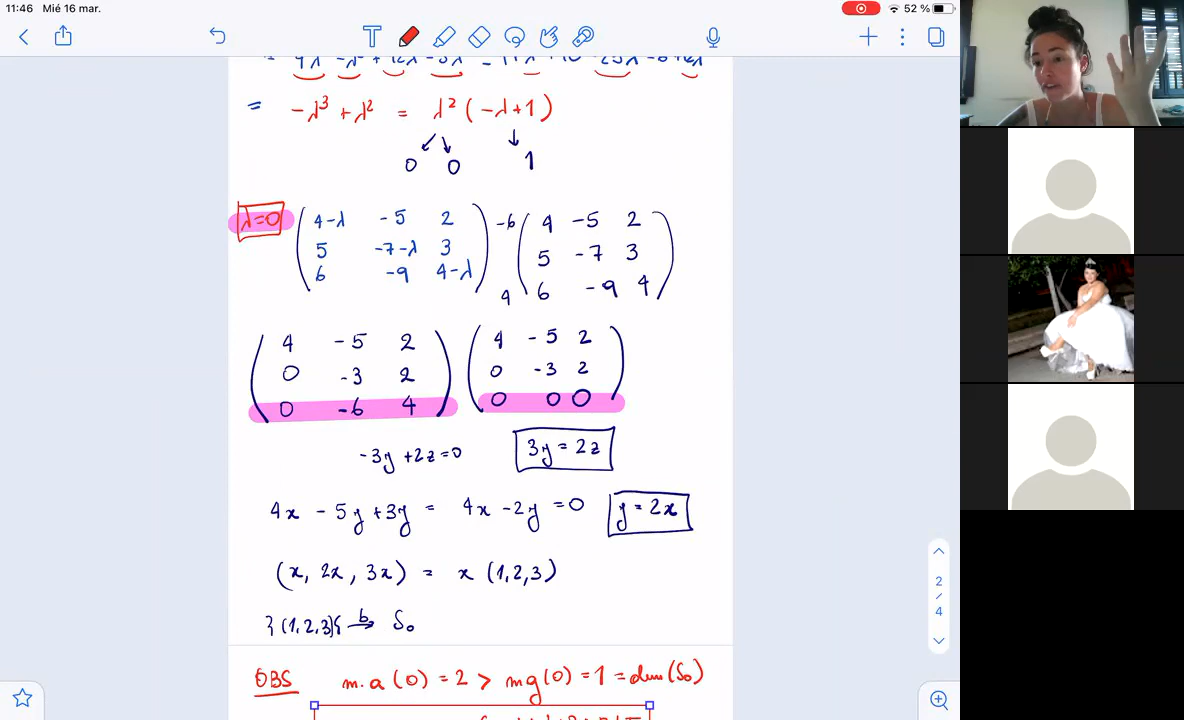 11:46 Mié 16 mar.
52 %
= -λ³ + λ² = λ² (-λ+1)
0 0 1
λ=0
4-λ -5 2
5 -7-λ 3
6 -9 4-λ
-6 4 -5 2
5 -7 3
4 6 -9 4
4 -5 2
0 -3 2
0 -6 4
4 -5 2
0 -3 2
0 0 0
-3y +2z=0 3y = 2z
4x - 5y +3y = 4x -2y =0 y = 2x
(x, 2x, 3x) = x (1,2,3)
{(1,2,3)} b→ S₀
OBS m.a (0) = 2 > mg(0) = 1 = dim(S₀)
2
/
4